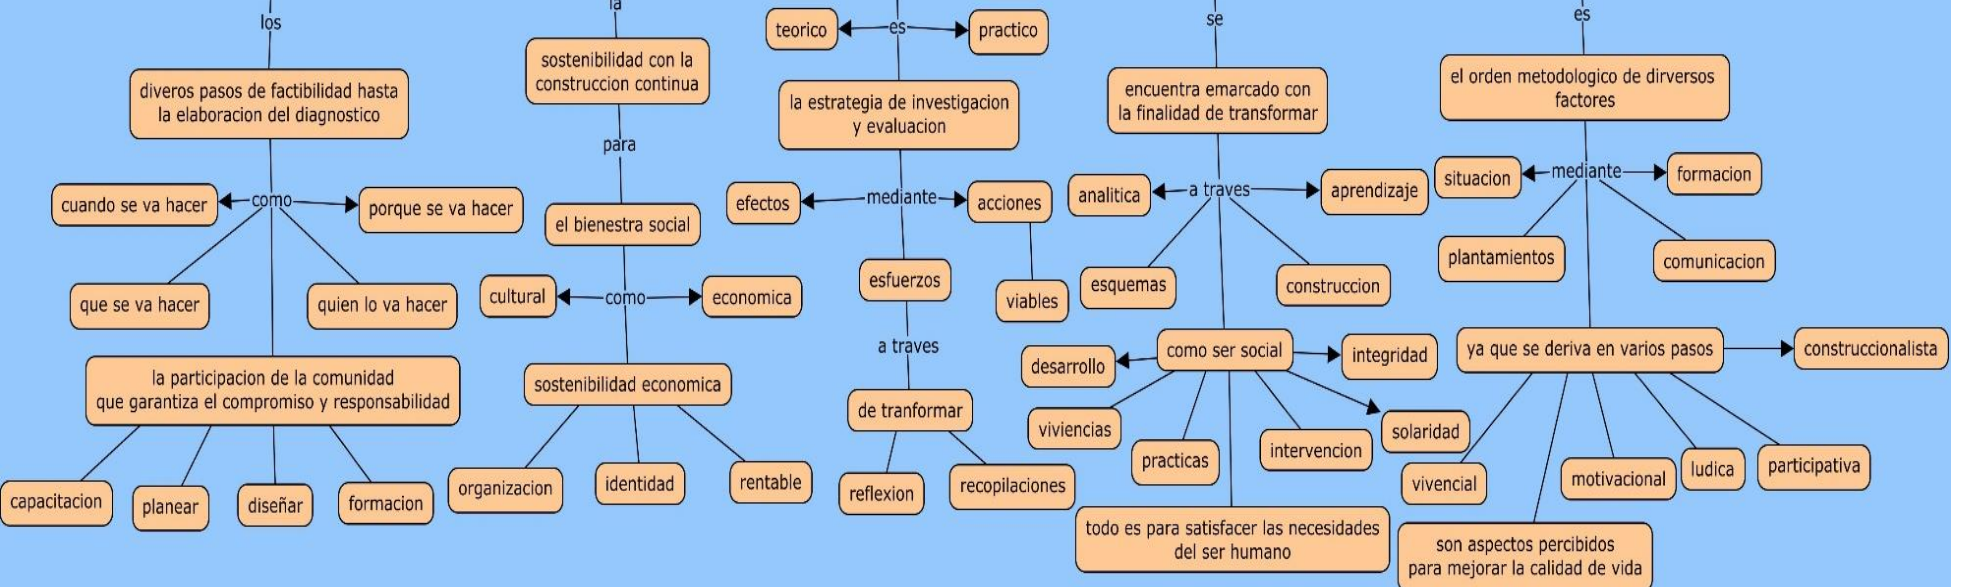 los
diveros pasos de factibilidad hasta
la elaboracion del diagnostico
como
cuando se va hacer
porque se va hacer
que se va hacer
quien lo va hacer
la participacion de la comunidad
que garantiza el compromiso y responsabilidad
capacitacion
planear
diseñar
formacion
la
sostenibilidad con la
construccion continua
para
el bienestra social
como
cultural
economica
sostenibilidad economica
organizacion
identidad
rentable
es
teorico
practico
la estrategia de investigacion
y evaluacion
mediante
efectos
acciones
viables
esfuerzos
a traves
de tranformar
reflexion
recopilaciones
se
encuentra emarcado con
la finalidad de transformar
a traves
analitica
aprendizaje
esquemas
construccion
como ser social
desarrollo
integridad
viviencias
practicas
intervencion
solaridad
todo es para satisfacer las necesidades
del ser humano
es
el orden metodologico de dirversos
factores
mediante
situacion
formacion
plantamientos
comunicacion
ya que se deriva en varios pasos
construccionalista
vivencial
motivacional
ludica
participativa
son aspectos percibidos
para mejorar la calidad de vida